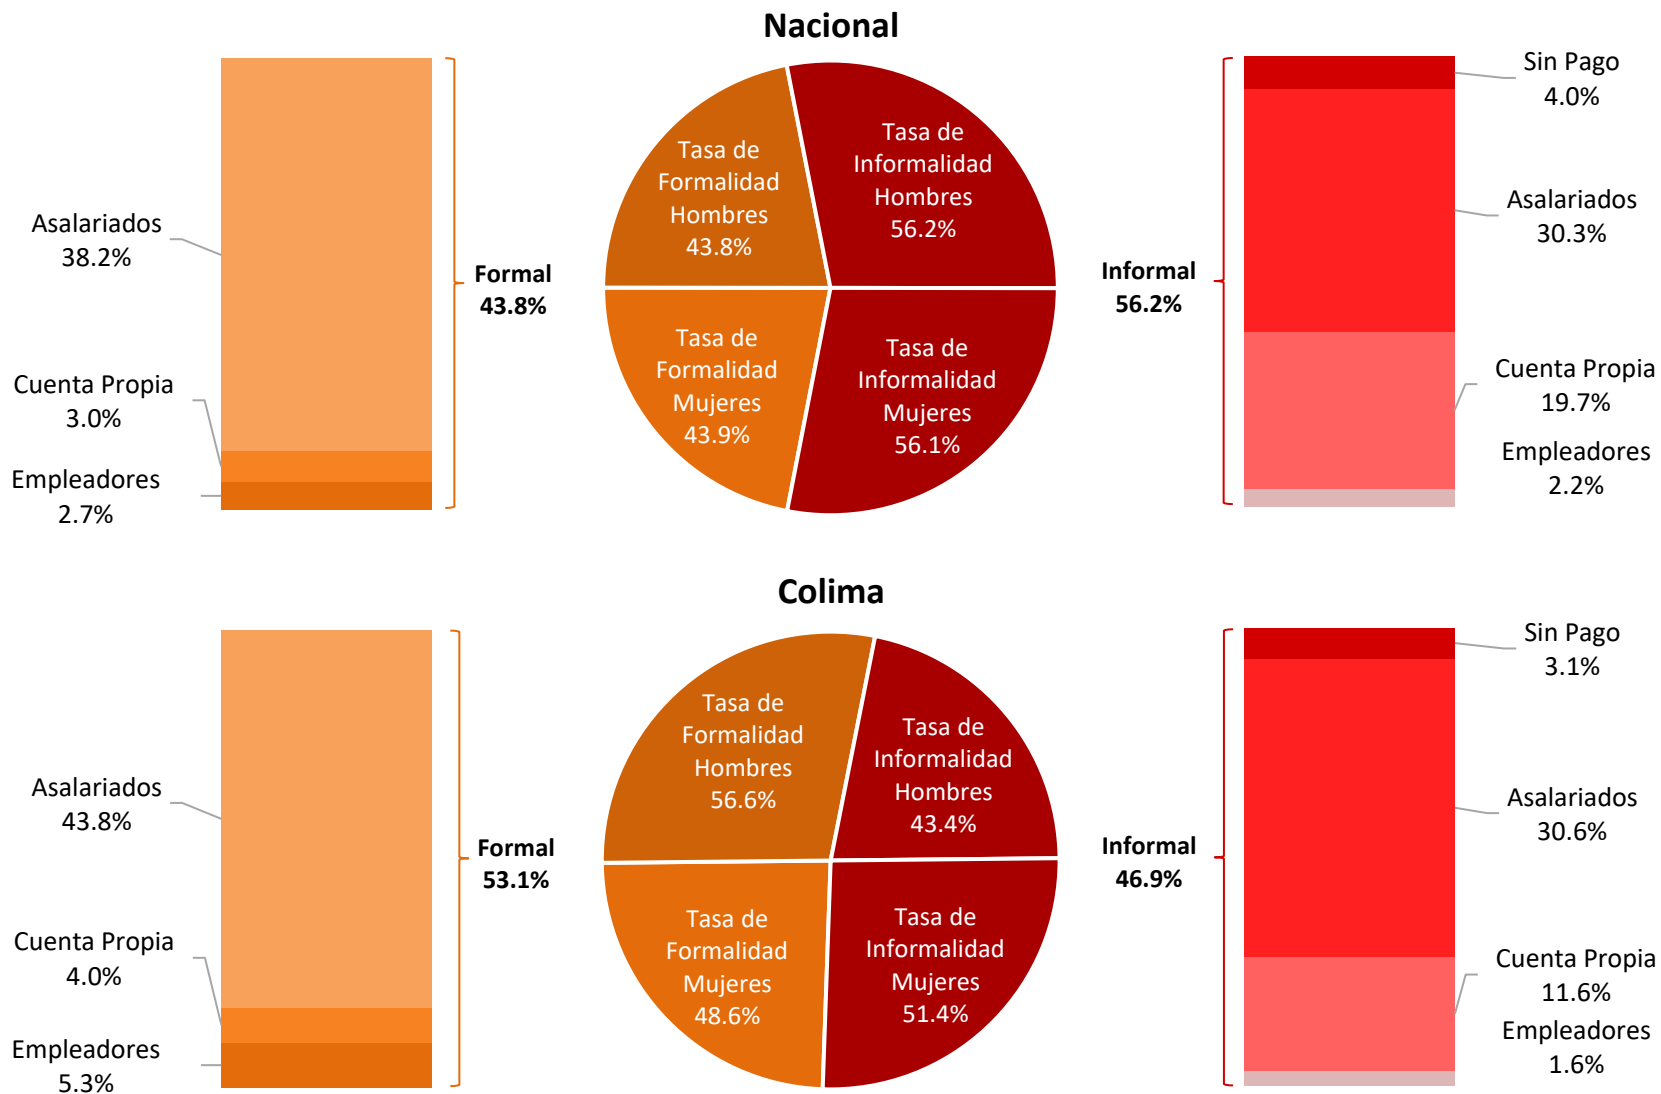 Nacional
Asalariados
38.2%
Cuenta Propia
3.0%
Empleadores
2.7%
Formal
43.8%
Tasa de
Formalidad
Hombres
43.8%
Tasa de
Informalidad
Hombres
56.2%
Tasa de
Formalidad
Mujeres
43.9%
Tasa de
Informalidad
Mujeres
56.1%
Informal
56.2%
Sin Pago
4.0%
Asalariados
30.3%
Cuenta Propia
19.7%
Empleadores
2.2%
Colima
Asalariados
43.8%
Cuenta Propia
4.0%
Empleadores
5.3%
Formal
53.1%
Tasa de
Formalidad
Hombres
56.6%
Tasa de
Informalidad
Hombres
43.4%
Tasa de
Formalidad
Mujeres
48.6%
Tasa de
Informalidad
Mujeres
51.4%
Informal
46.9%
Sin Pago
3.1%
Asalariados
30.6%
Cuenta Propia
11.6%
Empleadores
1.6%